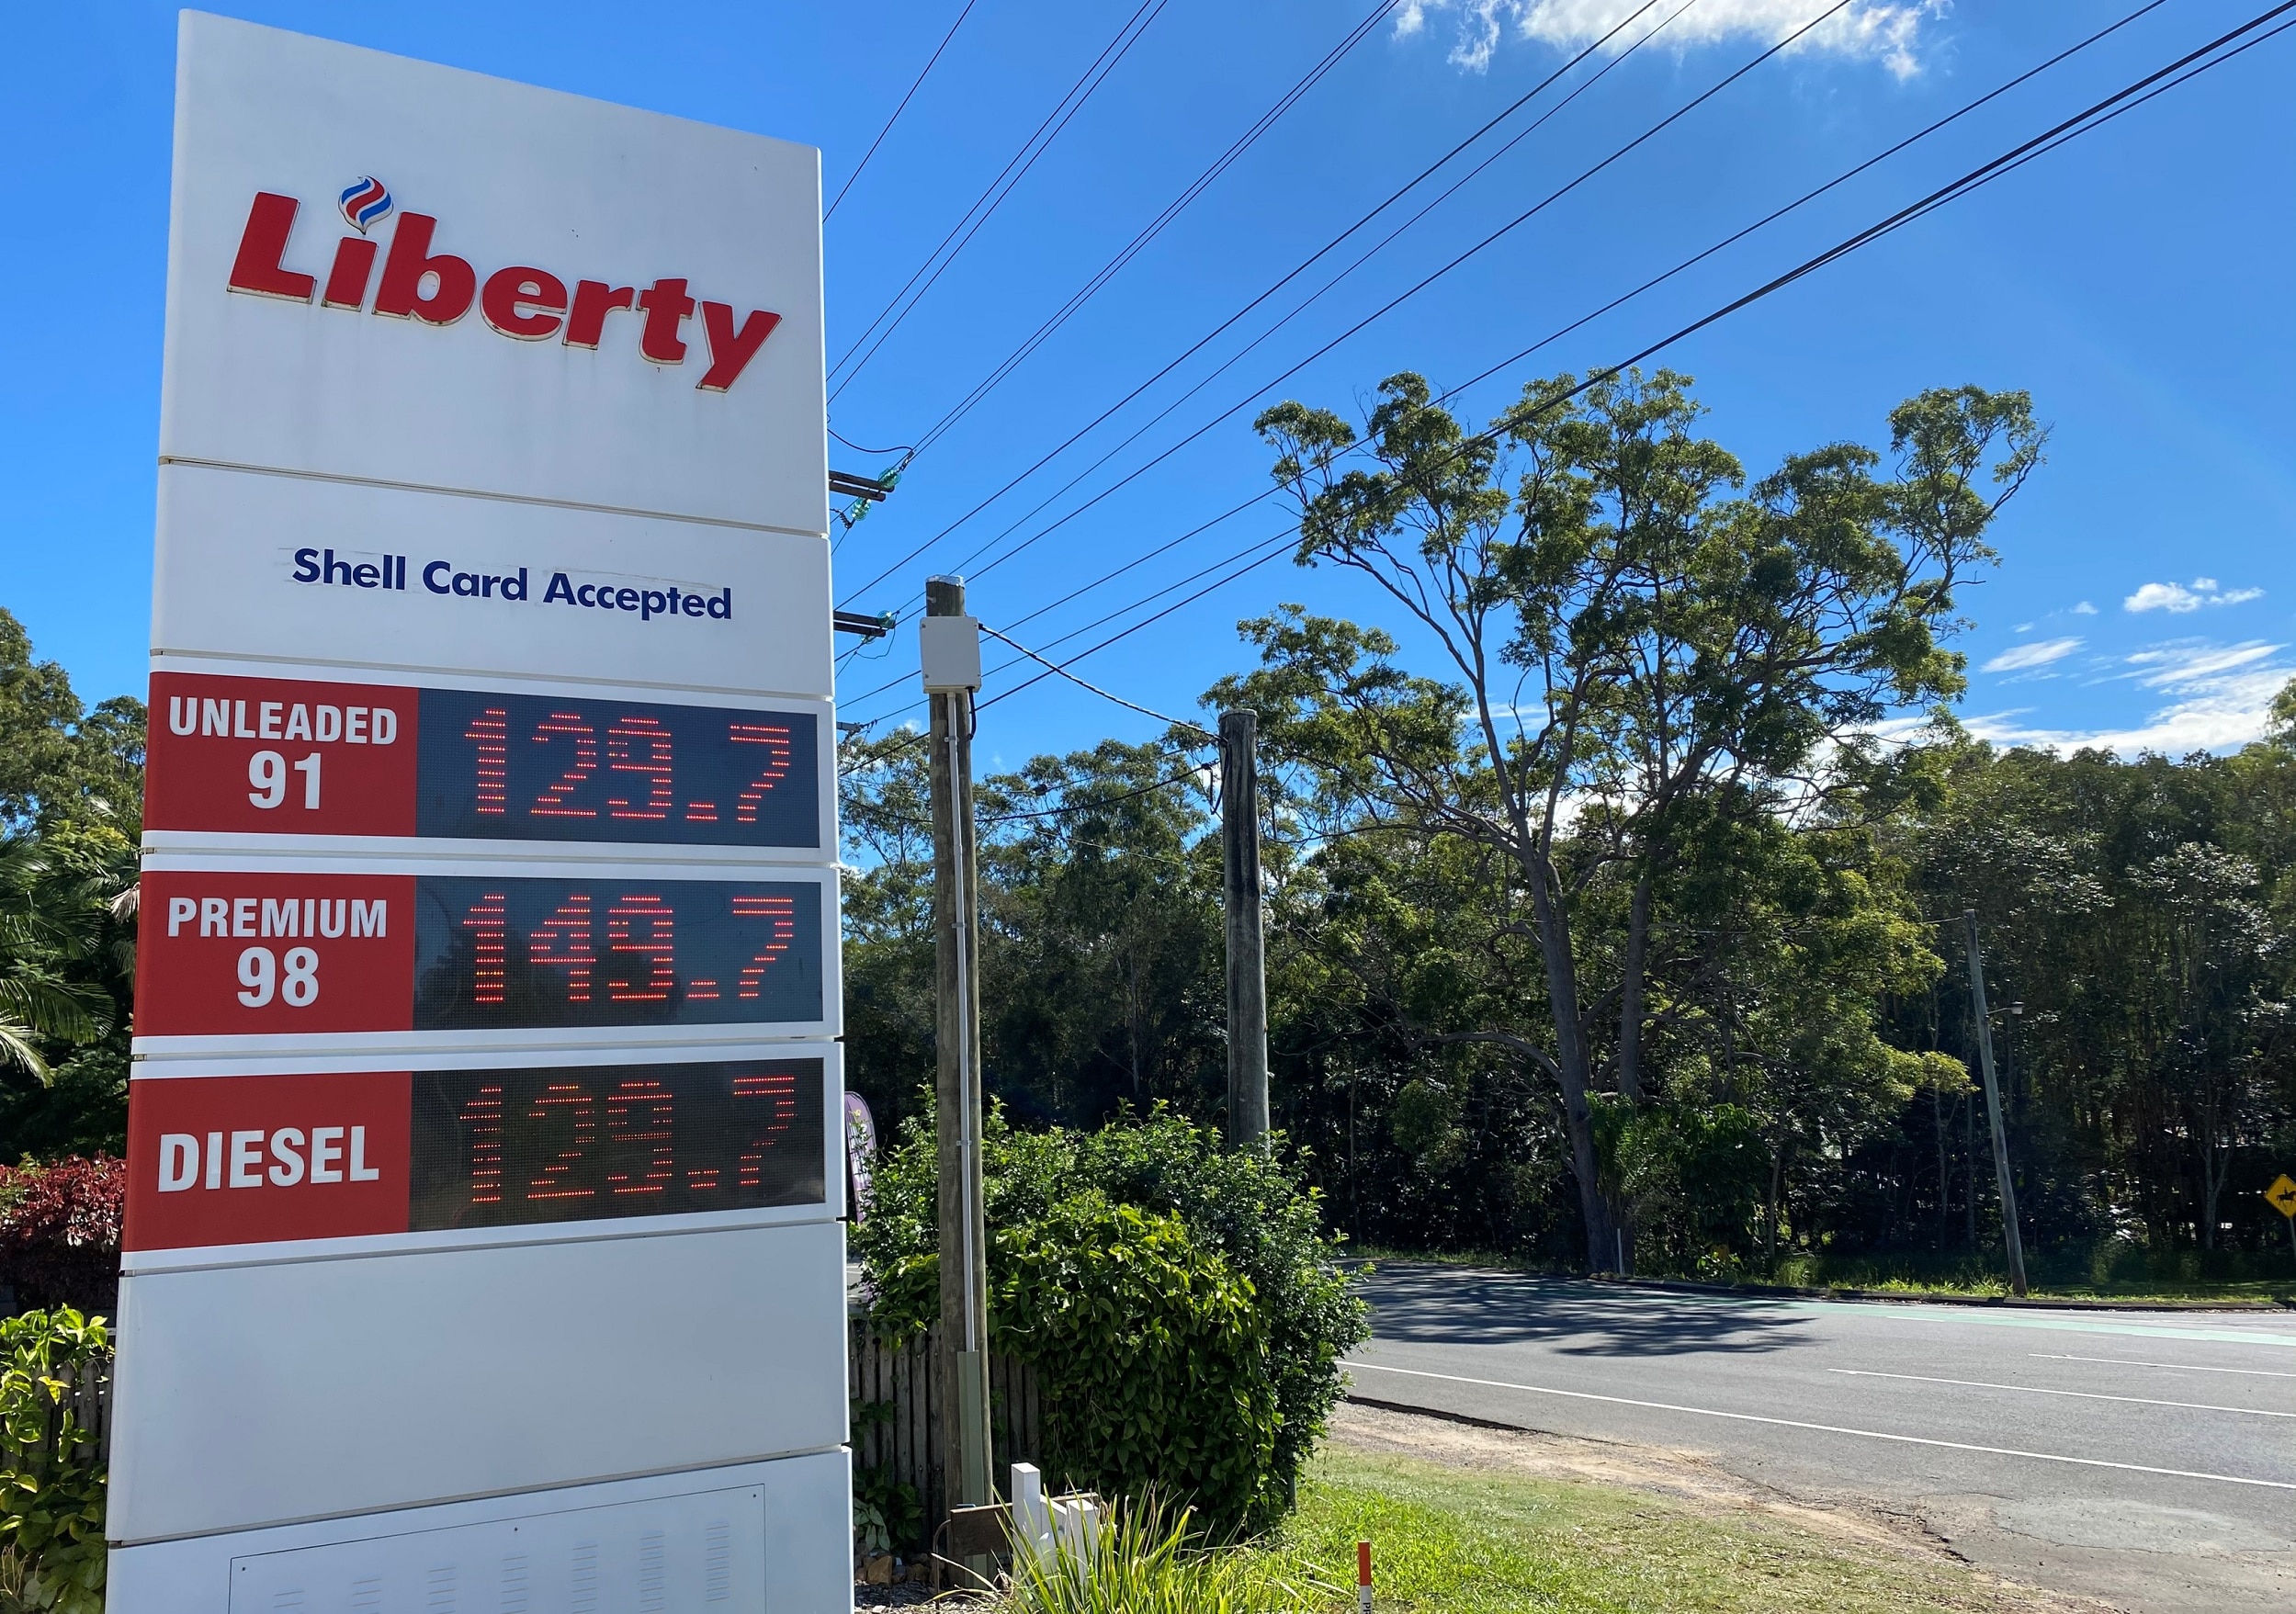 Liberty
Shell Card Accepted
UNLEADED
91
129.7
PREMIUM
98
149.7
DIESEL
129.7